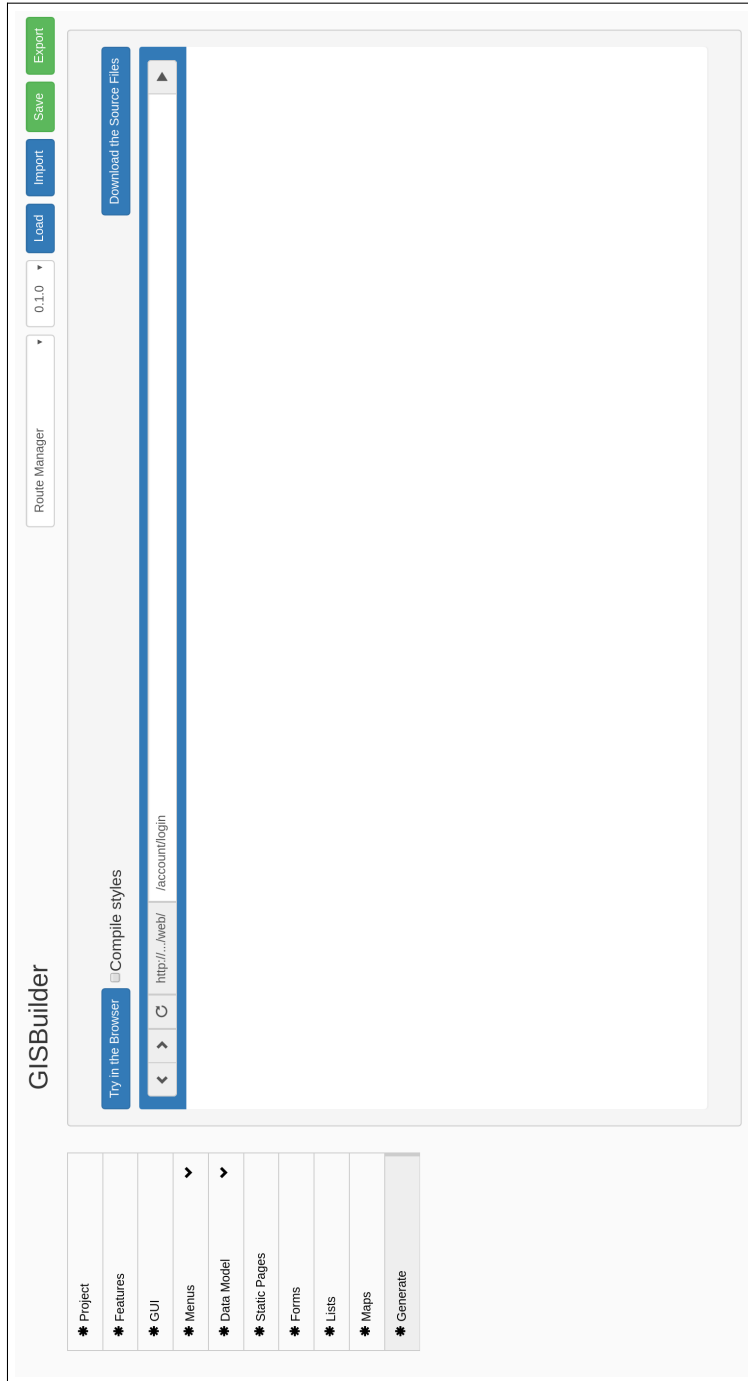 GISBuilder
Route Manager
0.1.0
Load
Import
Save
Export
Project
Features
GUI
Menus
Data Model
Static Pages
Forms
Lists
Maps
Generate
Try in the Browser
Compile styles
Download the Source Files
http://.../web/
/account/login